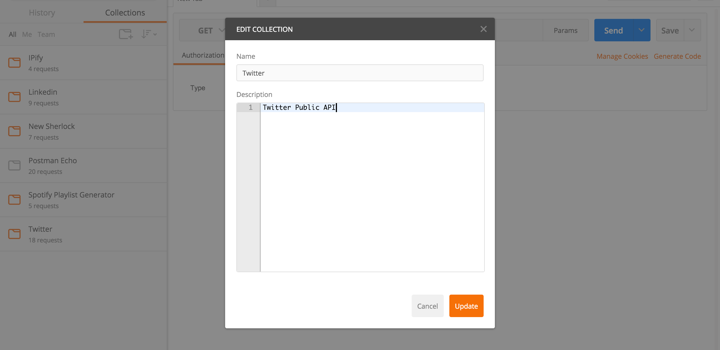 History Collections
All Me Team
IPify
4 requests
Linkedin
9 requests
New Sherlock
7 requests
Postman Echo
20 requests
Spotify Playlist Generator
5 requests
Twitter
18 requests
GET
Params
Send
Save
Authorization
Manage Cookies Generate Code
Type
EDIT COLLECTION
Name
Twitter
Description
1 Twitter Public API
Cancel
Update